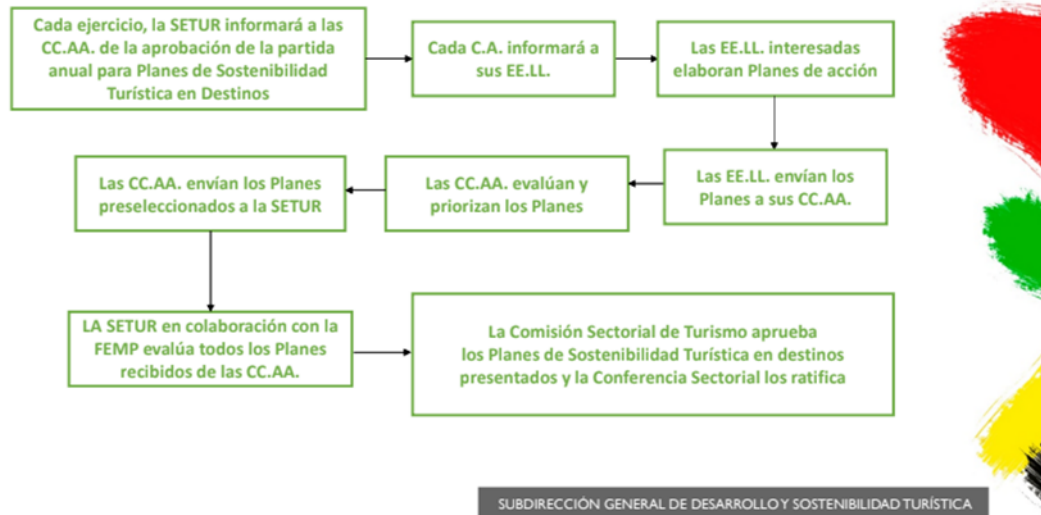 Cada ejercicio, la SETUR informará a las
CC.AA. de la aprobación de la partida
anual para Planes de Sostenibilidad
Turística en Destinos
Cada C.A. informará a
sus EE.LL.
Las EE.LL. interesadas
elaboran Planes de acción
Las EE.LL. envían los
Planes a sus CC.AA.
Las CC.AA. evalúan y
priorizan los Planes
Las CC.AA. envían los Planes
preseleccionados a la SETUR
LA SETUR en colaboración con la
FEMP evalúa todos los Planes
recibidos de las CC.AA.
La Comisión Sectorial de Turismo aprueba
los Planes de Sostenibilidad Turística en destinos
presentados y la Conferencia Sectorial los ratifica
SUBDIRECCIÓN GENERAL DE DESARROLLO Y SOSTENIBILIDAD TURÍSTICA